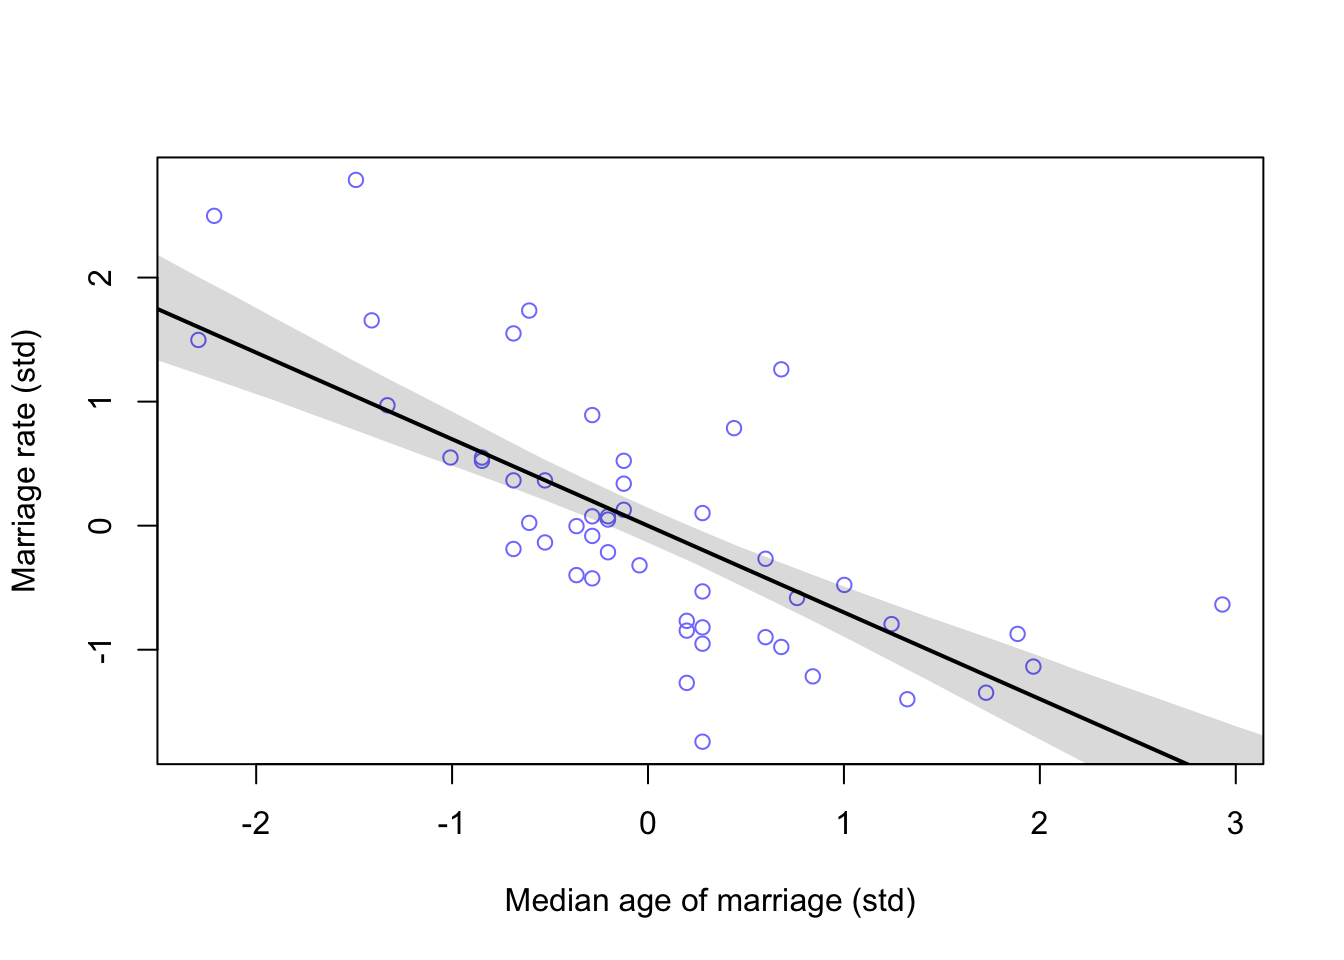 Marriage rate (std)
2
1
0
-1
-2 -1 0 1 2 3
Median age of marriage (std)